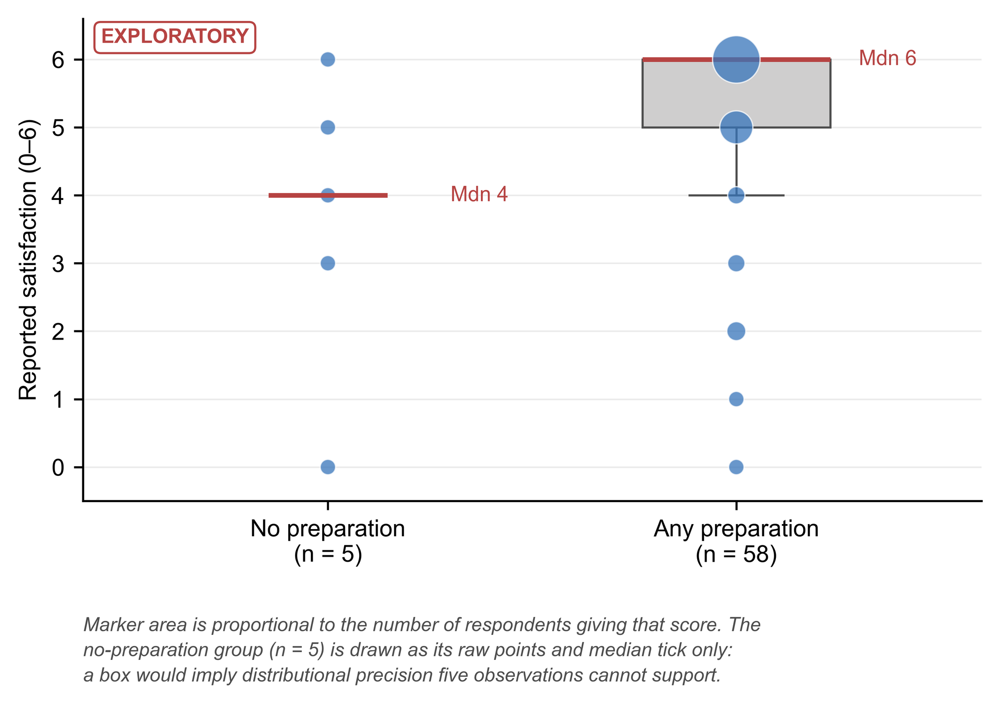 EXPLORATORY
Reported satisfaction (0–6)
6
5
4
3
2
1
0
Mdn 4
Mdn 6
No preparation
(n = 5)
Any preparation
(n = 58)
Marker area is proportional to the number of respondents giving that score. The
no-preparation group (n = 5) is drawn as its raw points and median tick only:
a box would imply distributional precision five observations cannot support.